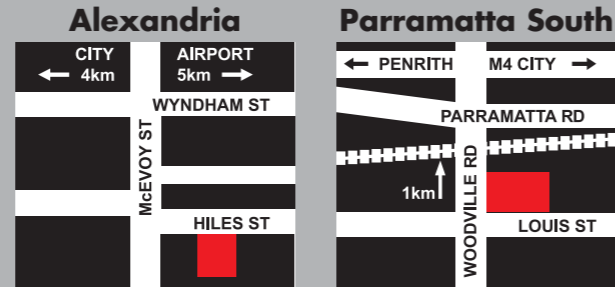 Alexandria
CITY
← 4km
AIRPORT
5km →
WYNDHAM ST
McEVOY ST
HILES ST
Parramatta South
← PENRITH
M4 CITY →
PARRAMATTA RD
WOODVILLE RD
1km
LOUIS ST